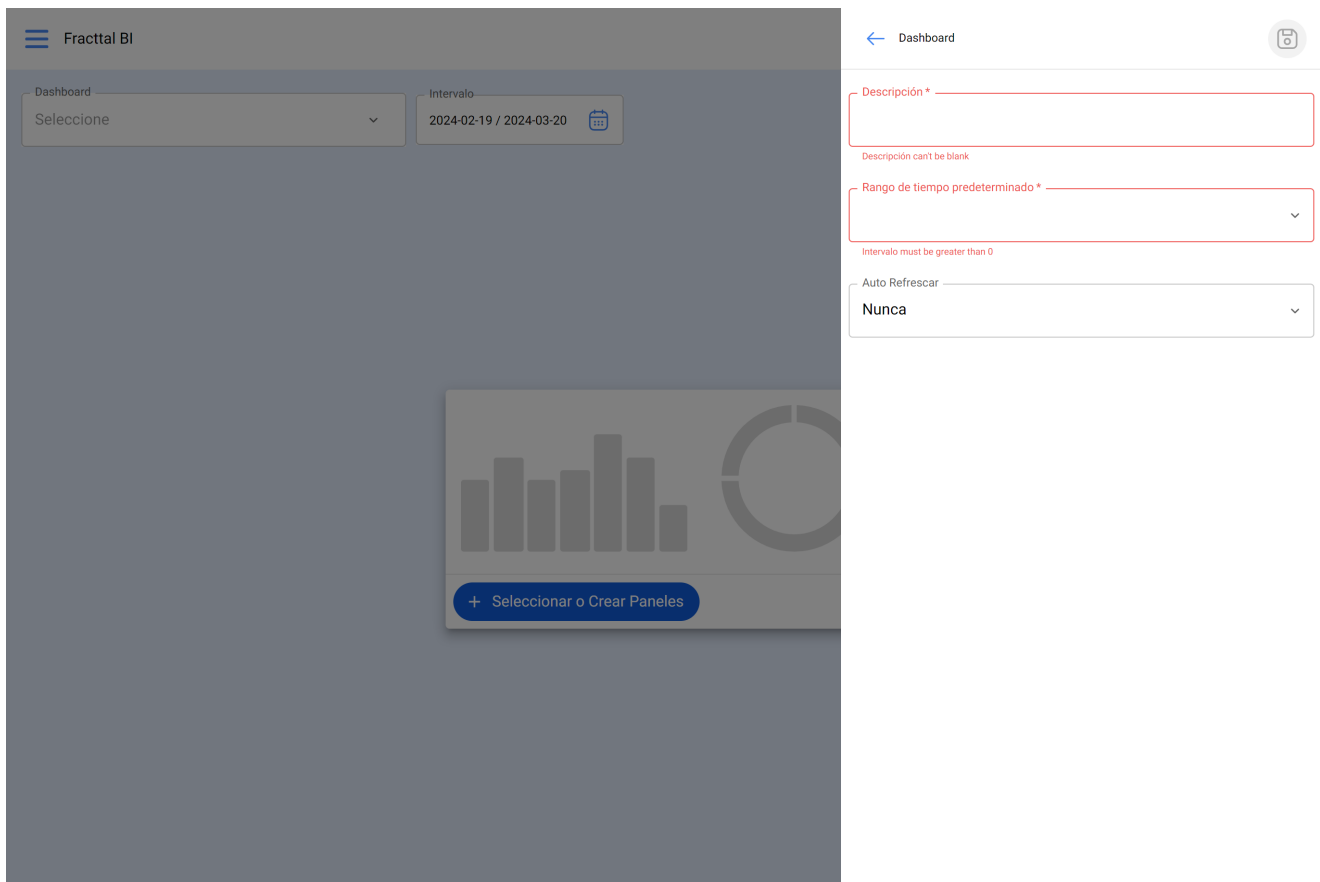 Fracttal BI
Dashboard
Seleccione
Intervalo
2024-02-19 / 2024-03-20
+ Seleccionar o Crear Paneles
Dashboard
Descripción *
Descripción can't be blank
Rango de tiempo predeterminado *
Intervalo must be greater than 0
Auto Refrescar
Nunca